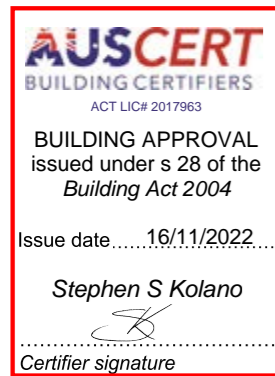 AUSCERT
BUILDING CERTIFIERS
ACT LIC# 2017963
BUILDING APPROVAL
issued under s 28 of the
Building Act 2004
Issue date.....16/11/2022....
Stephen S Kolano
SK
..........................................
Certifier signature